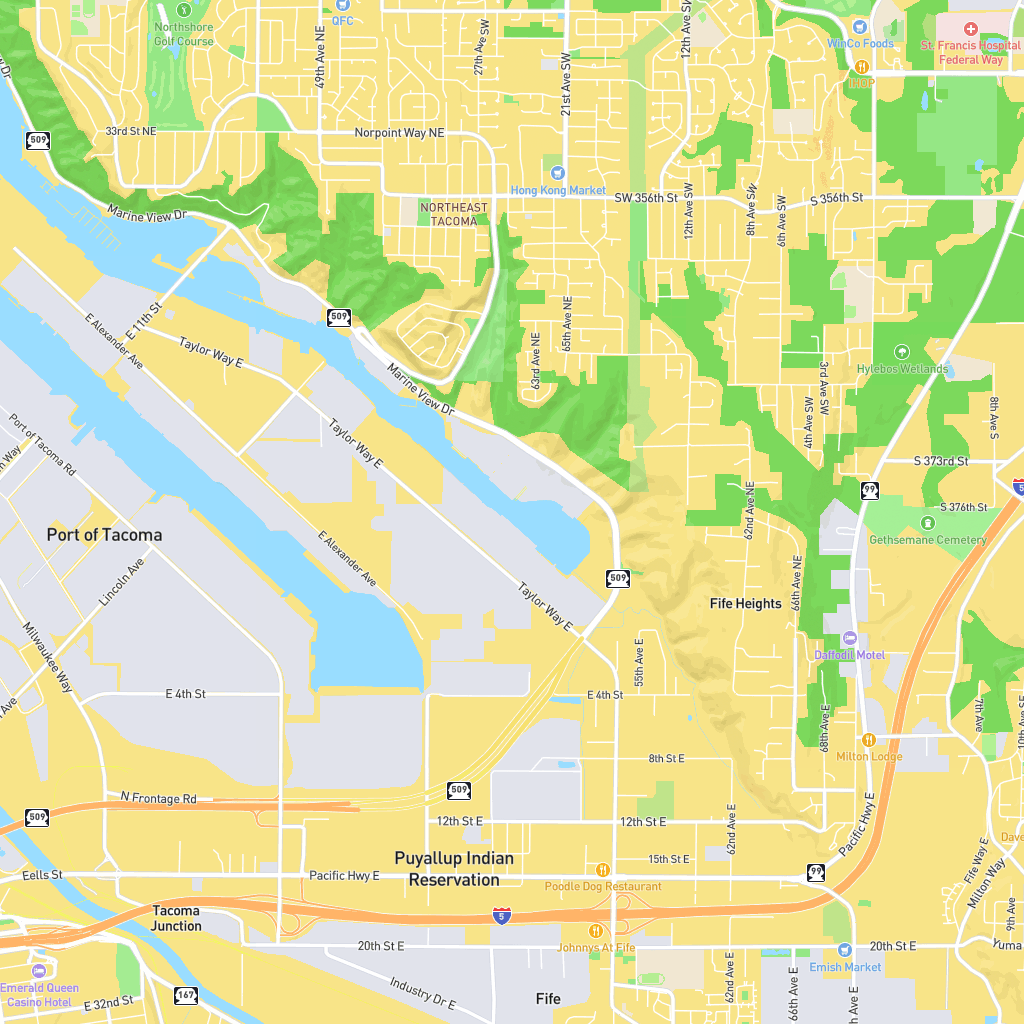 Northshore
Golf Course
QFC
49th Ave NE
27th Ave SW
21st Ave SW
12th Ave SW
WinCo Foods
IHOP
St. Francis Hospital
Federal Way
509
33rd St NE
Norpoint Way NE
Hong Kong Market
SW 356th St
S 356th St
12th Ave SW
8th Ave SW
6th Ave SW
Marine View Dr
NORTHEAST
TACOMA
E 11th St
E Alexander Ave
Taylor Way E
509
65th Ave NE
63rd Ave NE
Marine View Dr
Hylebos Wetlands
3rd Ave SW
4th Ave SW
8th Ave S
Port of Tacoma Rd
Taylor Way E
S 373rd St
99
5
S 376th St
Gethsemane Cemetery
62nd Ave NE
Port of Tacoma
Lincoln Ave
E Alexander Ave
Taylor Way E
509
66th Ave NE
Fife Heights
Milwaukee Way
55th Ave E
Daffodil Motel
E 4th St
E 4th St
7th Ave
68th Ave E
Milton Lodge
8th St E
509
N Frontage Rd
509
12th St E
12th St E
62nd Ave E
Pacific Hwy E
15th St E
Puyallup Indian
Reservation
Eells St
Pacific Hwy E
Poodle Dog Restaurant
99
Fife Way E
Milton Way
9th Ave
Tacoma
Junction
5
20th St E
Johnnys At Fife
20th St E
Emish Market
Yuma
Emerald Queen
Casino Hotel
E 32nd St
167
Industry Dr E
Fife
62nd Ave E
66th Ave E